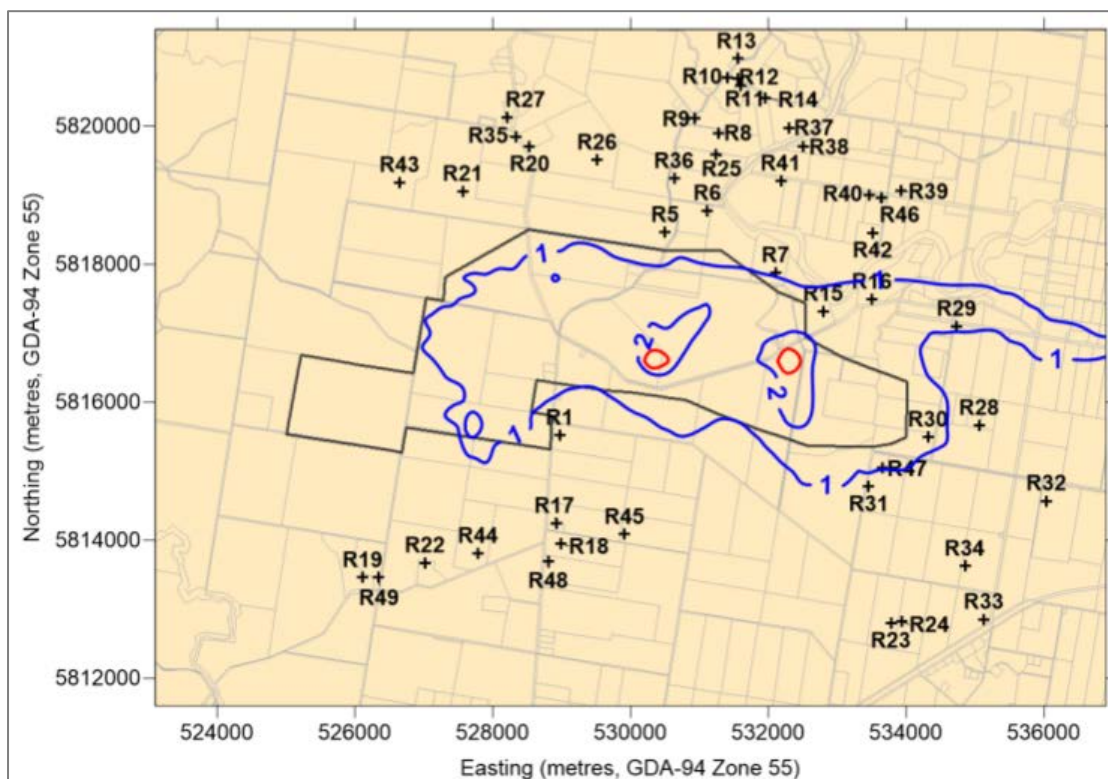 R13
R10 R12
R11 R14
R27
R9
R37
5820000
R35
R8
R38
R20
R26
R25
R43
R21
R36
R41
R6
R40 R39
R46
R5
R42
5818000
1
R7
1
R16
R15
R29
2
1
2
5816000
R1
1
R30
R28
R47
1
R31
R32
R17
R45
R44
R18
5814000
R22
R19
R48
R34
R49
R33
R24
R23
5812000
524000 526000 528000 530000 532000 534000 536000
Easting (metres, GDA-94 Zone 55)
Northing (metres, GDA-94 Zone 55)